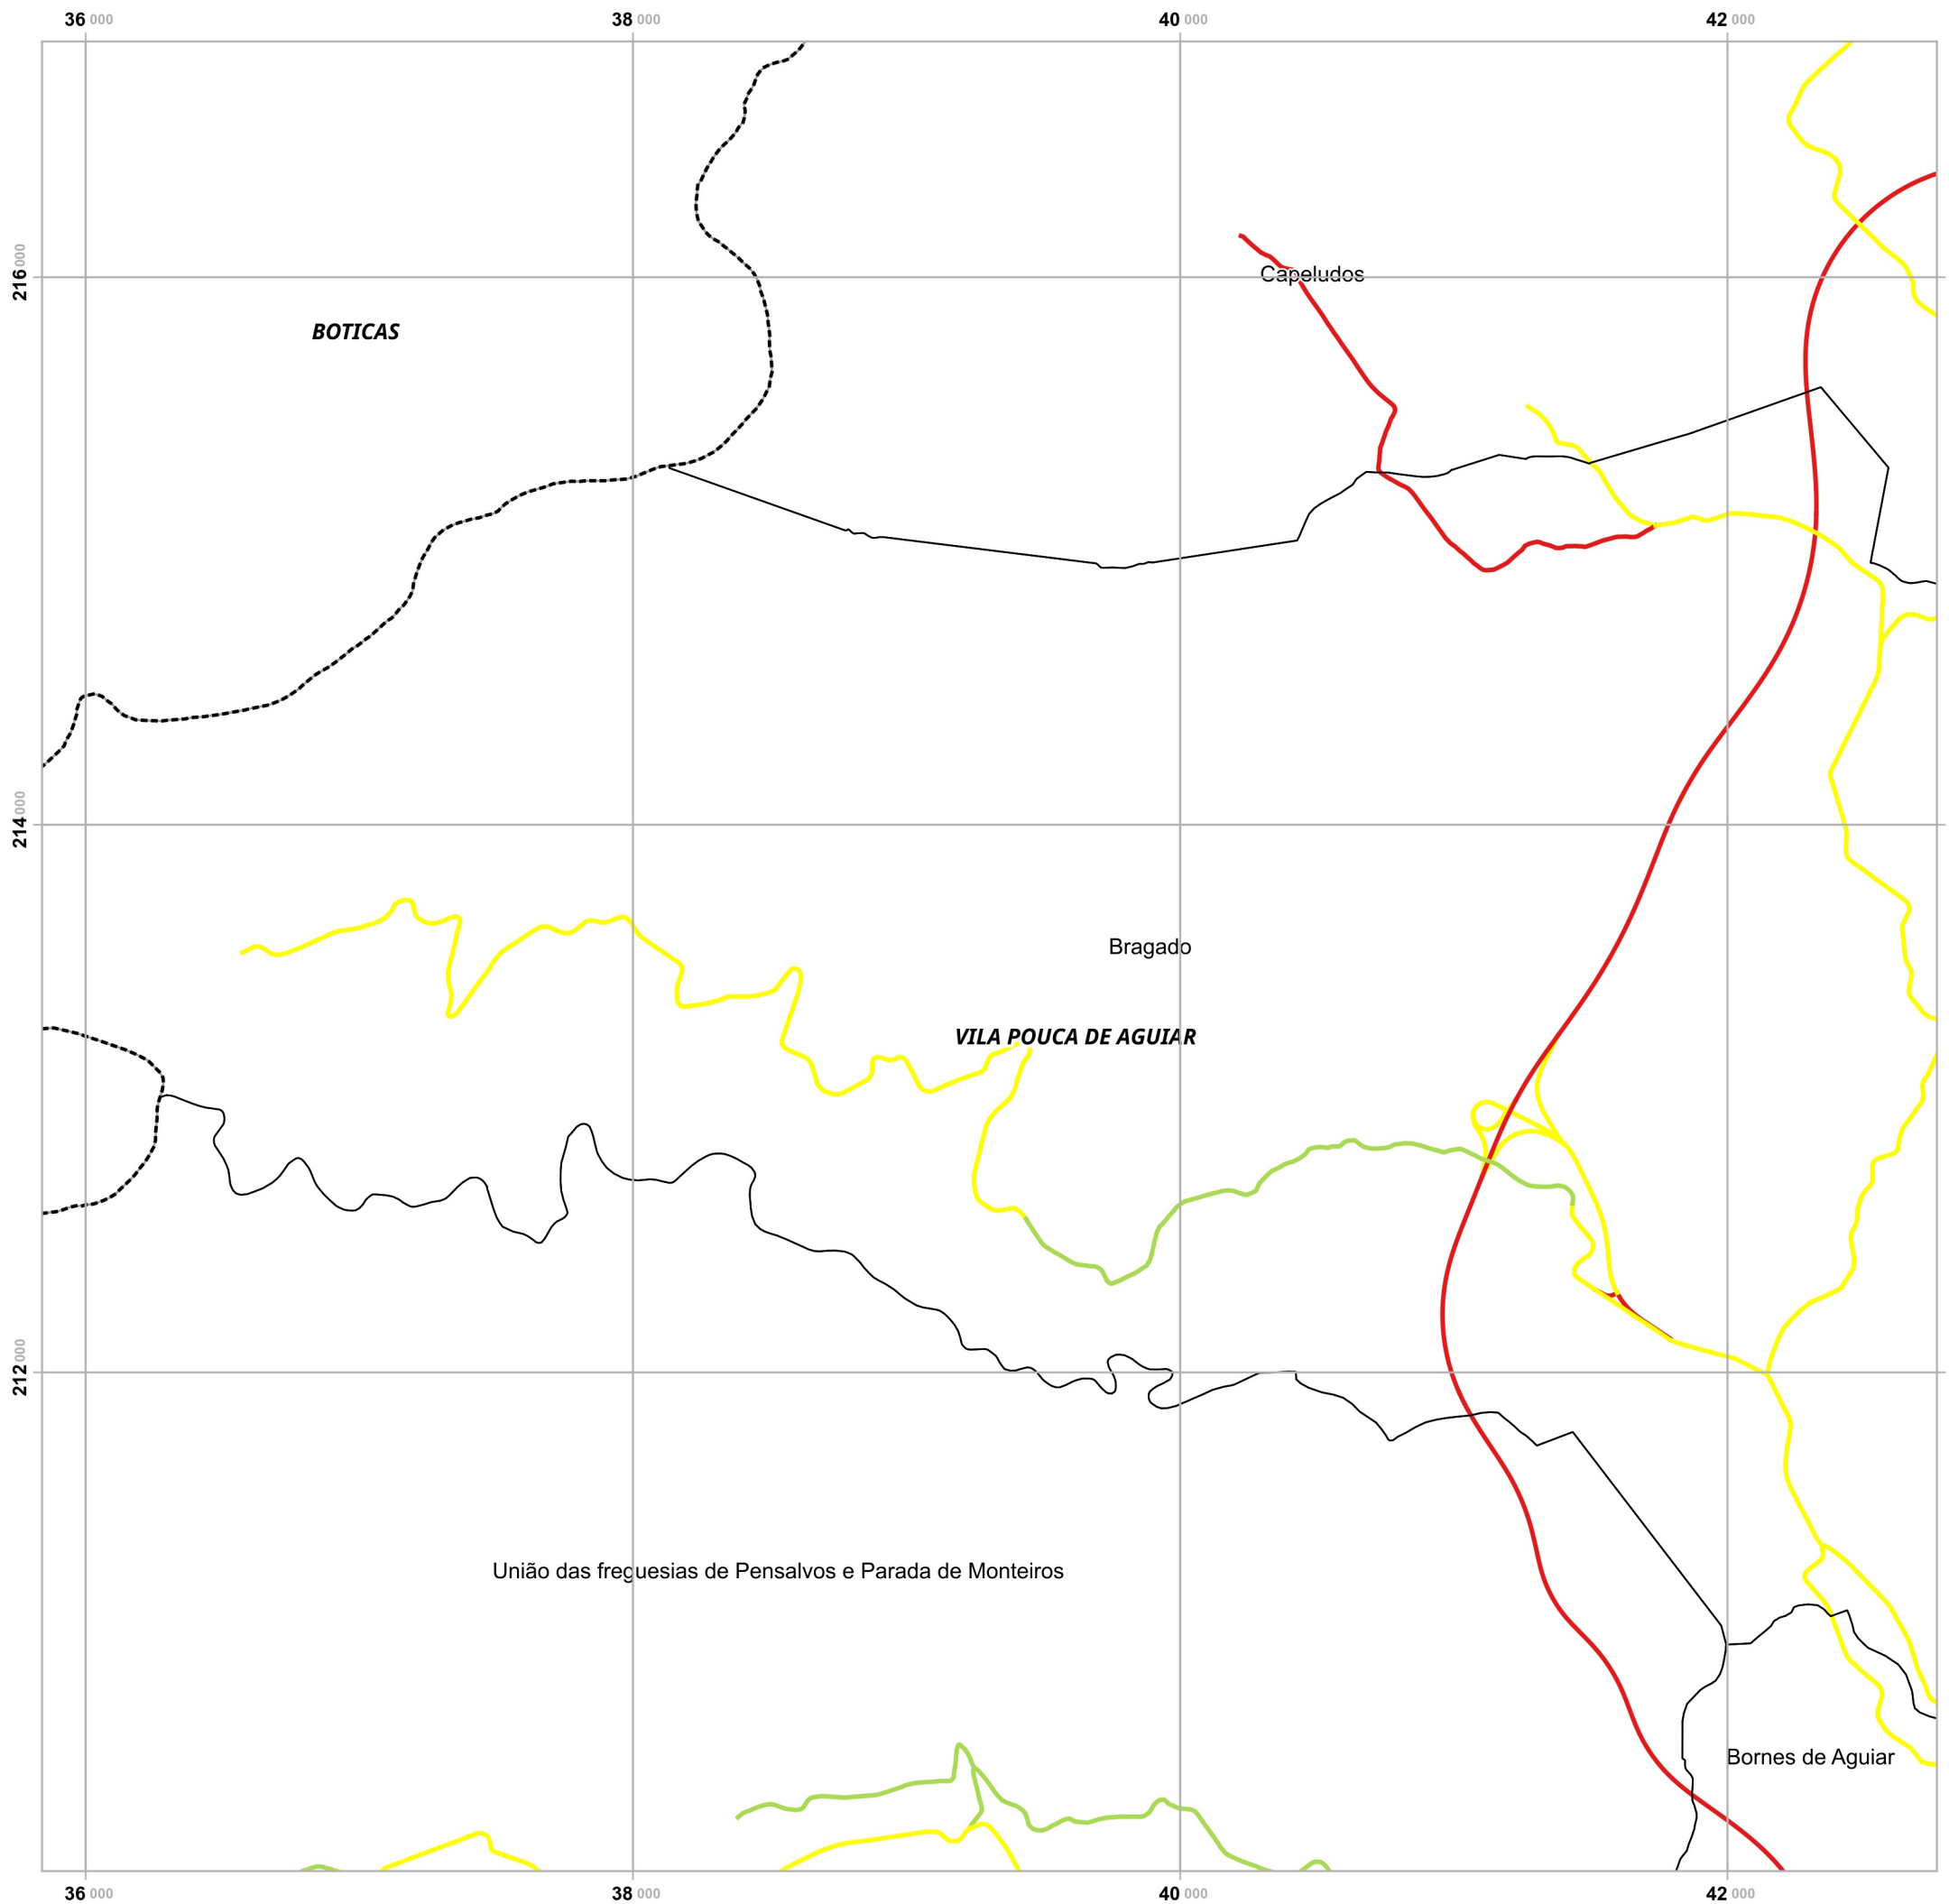 36 000 38 000 40 000 42 000
216 000
Capeludos
BOTICAS
214 000
Bragado
VILA POUCA DE AGUIAR
212 000
União das freguesias de Pensalvos e Parada de Monteiros
Bornes de Aguiar
36 000 38 000 40 000 42 000